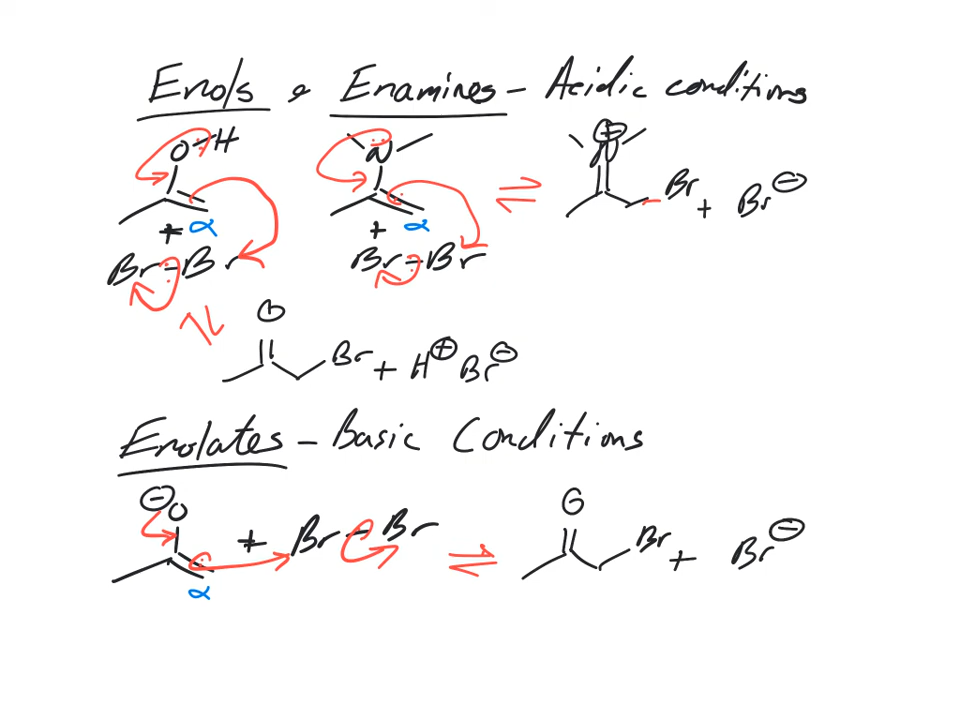 Enols & Enamines - Acidic conditions
O-H N N⊕
α α Br + Br⊖
+ +
Br-Br Br-Br
O
Br + H⊕ Br⊖
Enolates - Basic Conditions
⊖O O
+ Br-Br Br + Br⊖
α